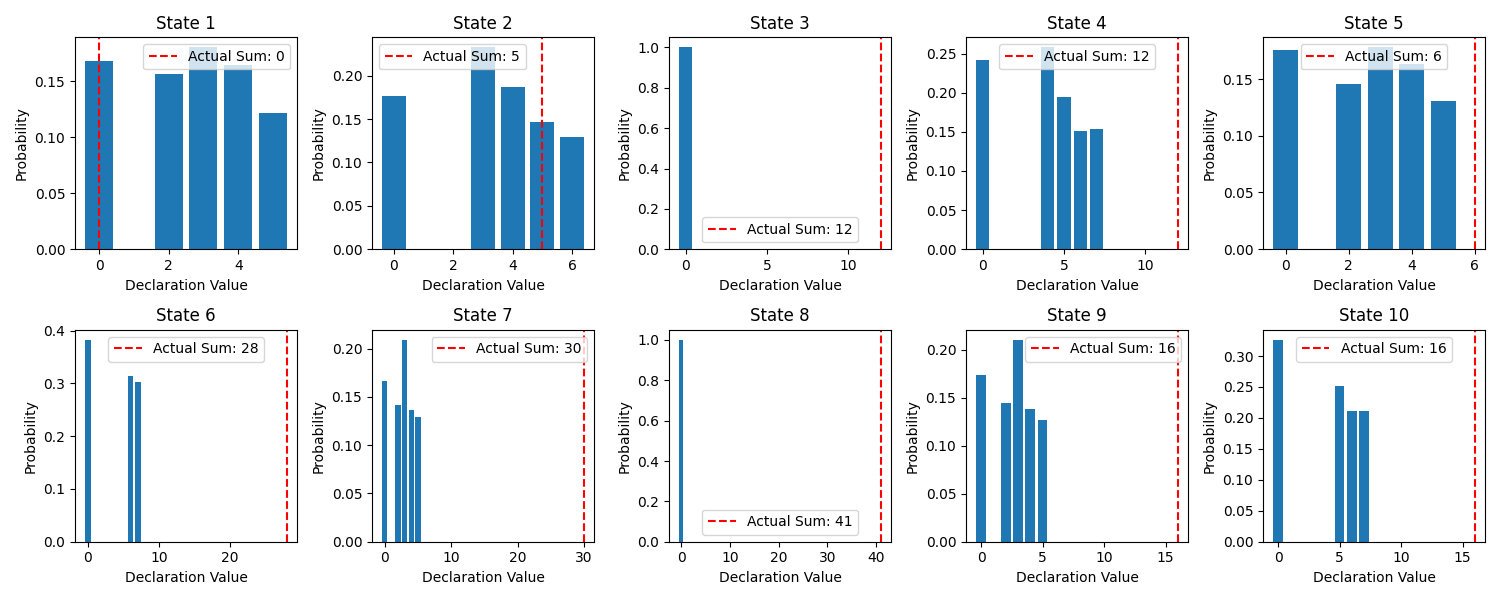 State 1
Actual Sum: 0
Probability
0.15
0.10
0.05
0.00
0 2 4
Declaration Value
State 2
Actual Sum: 5
Probability
0.20
0.15
0.10
0.05
0.00
0 2 4 6
Declaration Value
State 3
Probability
1.0
0.8
0.6
0.4
0.2
0.0
Actual Sum: 12
0 5 10
Declaration Value
State 4
Actual Sum: 12
Probability
0.25
0.20
0.15
0.10
0.05
0.00
0 5 10
Declaration Value
State 5
Actual Sum: 6
Probability
0.15
0.10
0.05
0.00
0 2 4 6
Declaration Value
State 6
Actual Sum: 28
Probability
0.4
0.3
0.2
0.1
0.0
0 10 20
Declaration Value
State 7
Actual Sum: 30
Probability
0.20
0.15
0.10
0.05
0.00
0 10 20 30
Declaration Value
State 8
Probability
1.0
0.8
0.6
0.4
0.2
0.0
Actual Sum: 41
0 10 20 30 40
Declaration Value
State 9
Actual Sum: 16
Probability
0.20
0.15
0.10
0.05
0.00
0 5 10 15
Declaration Value
State 10
Actual Sum: 16
Probability
0.30
0.25
0.20
0.15
0.10
0.05
0.00
0 5 10 15
Declaration Value